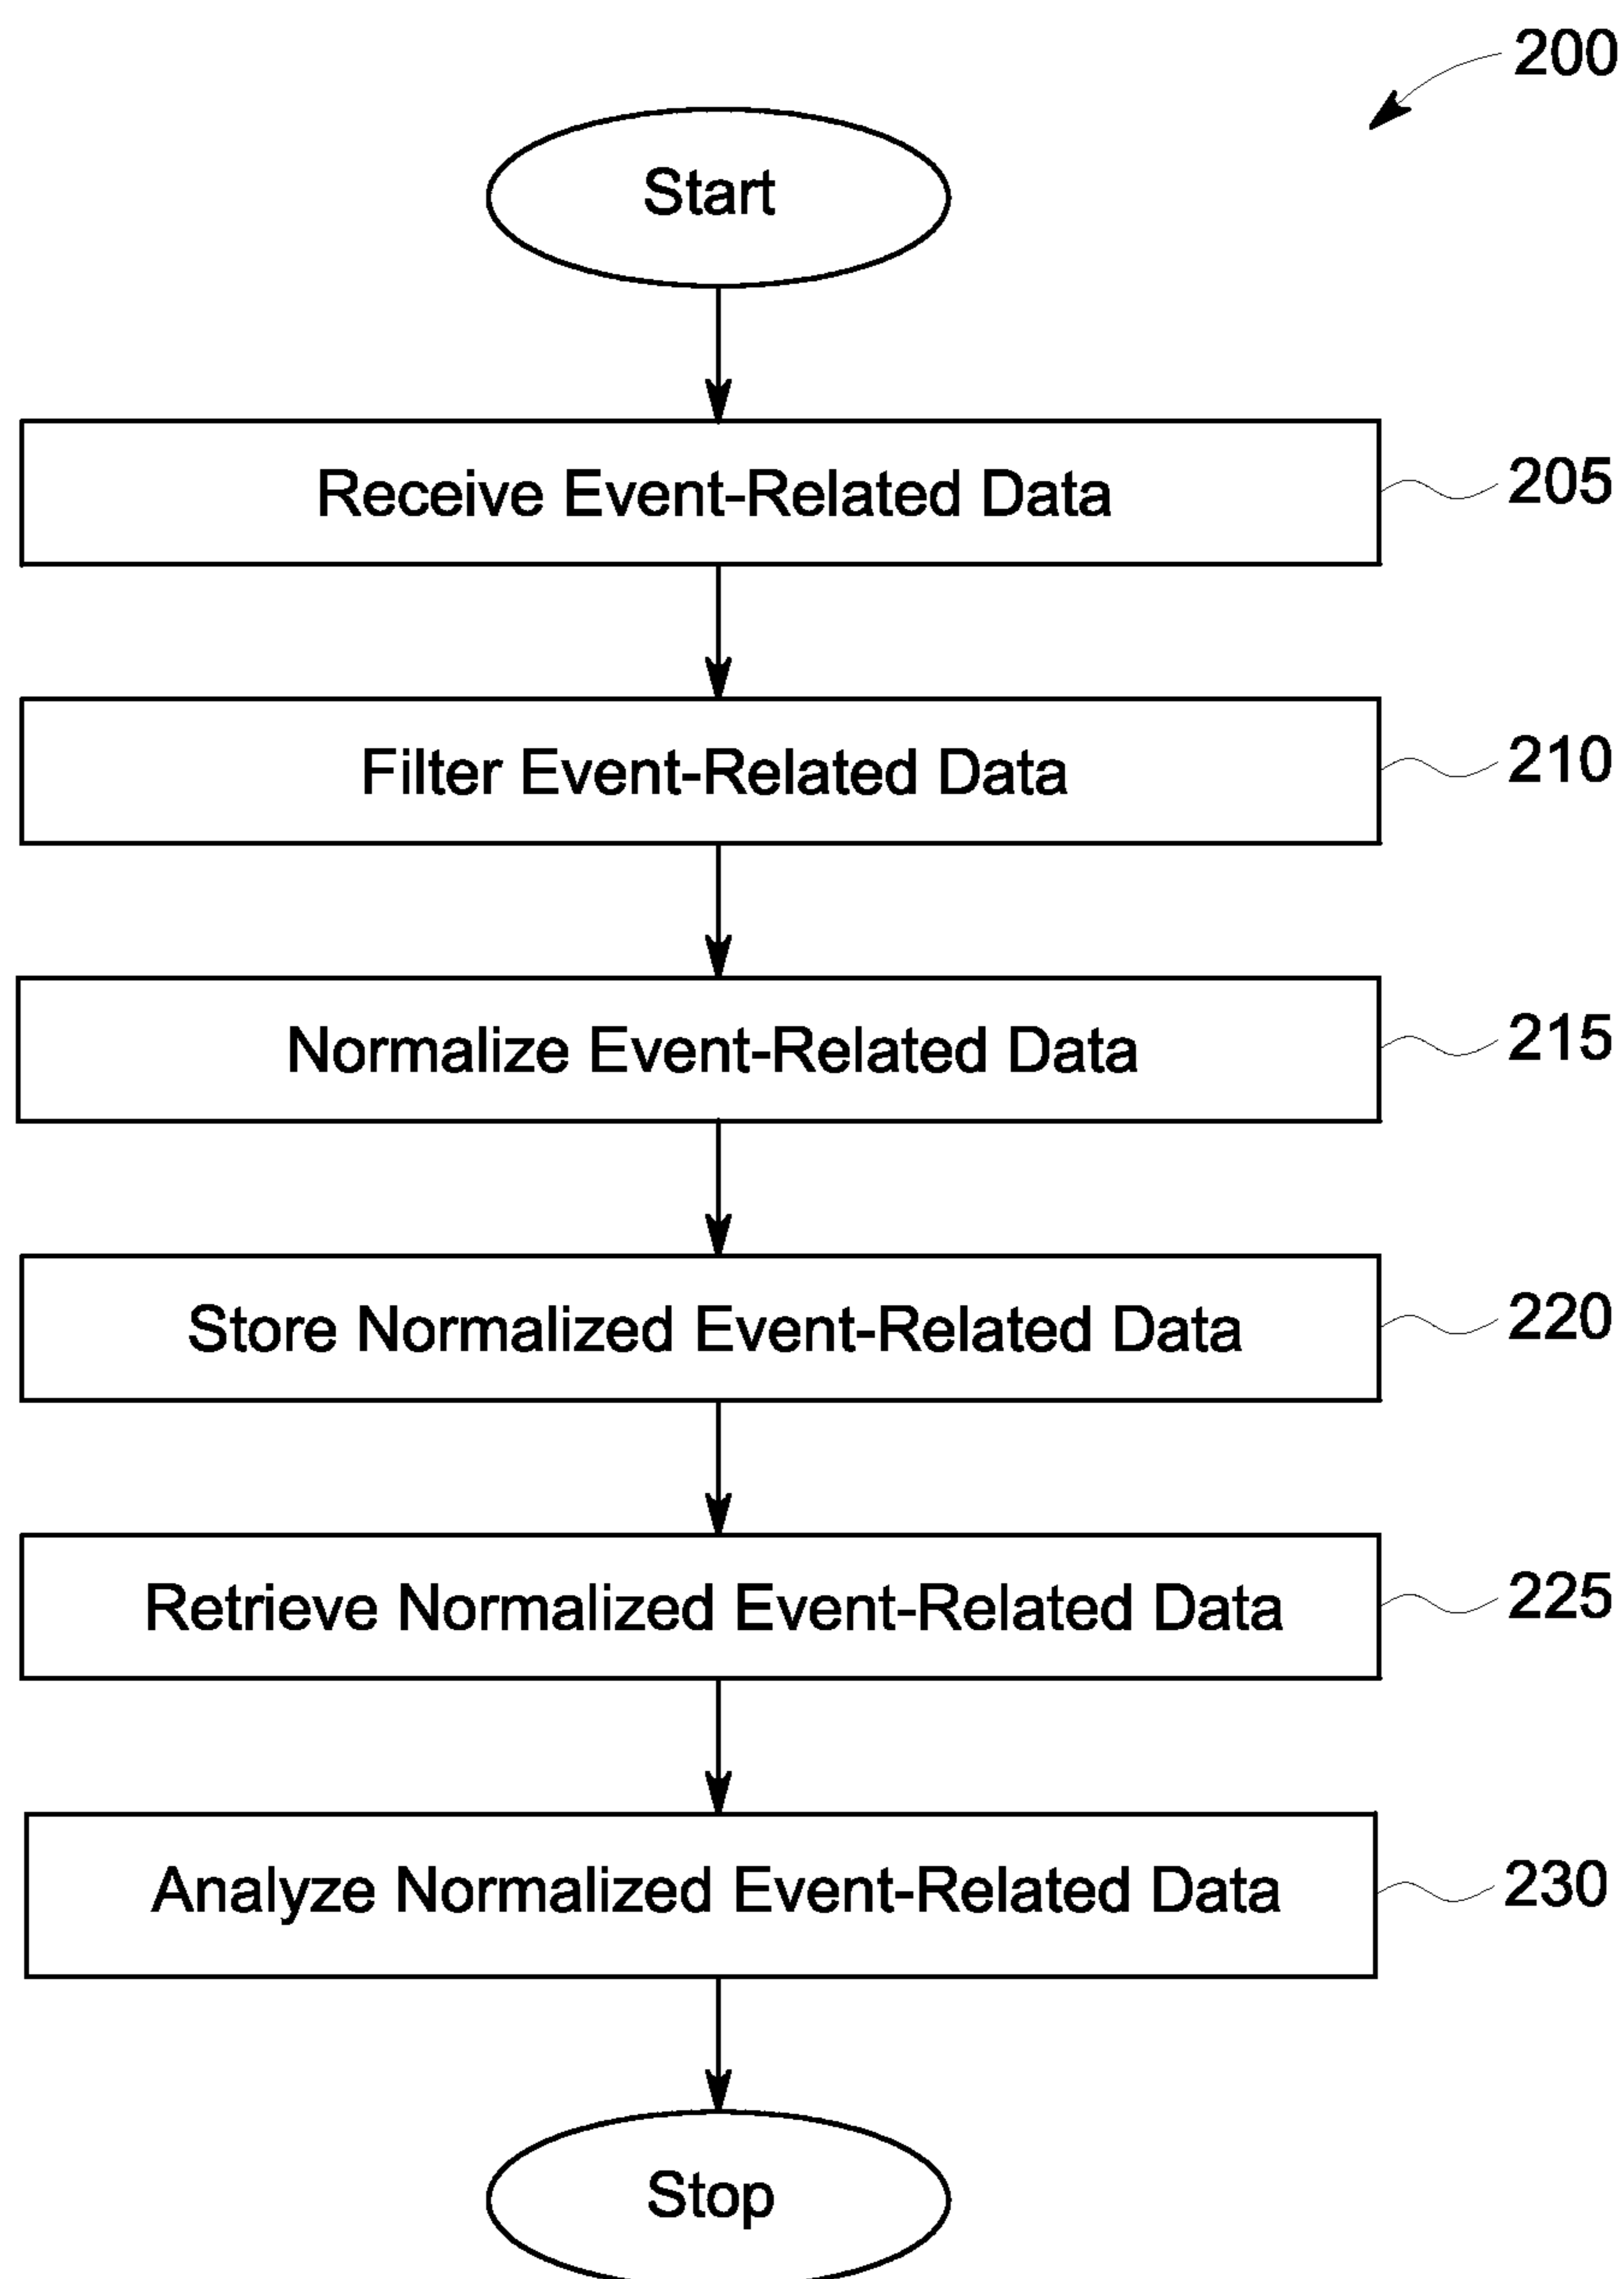 200
Start
Receive Event-Related Data 205
Filter Event-Related Data 210
Normalize Event-Related Data 215
Store Normalized Event-Related Data 220
Retrieve Normalized Event-Related Data 225
Analyze Normalized Event-Related Data 230
Stop